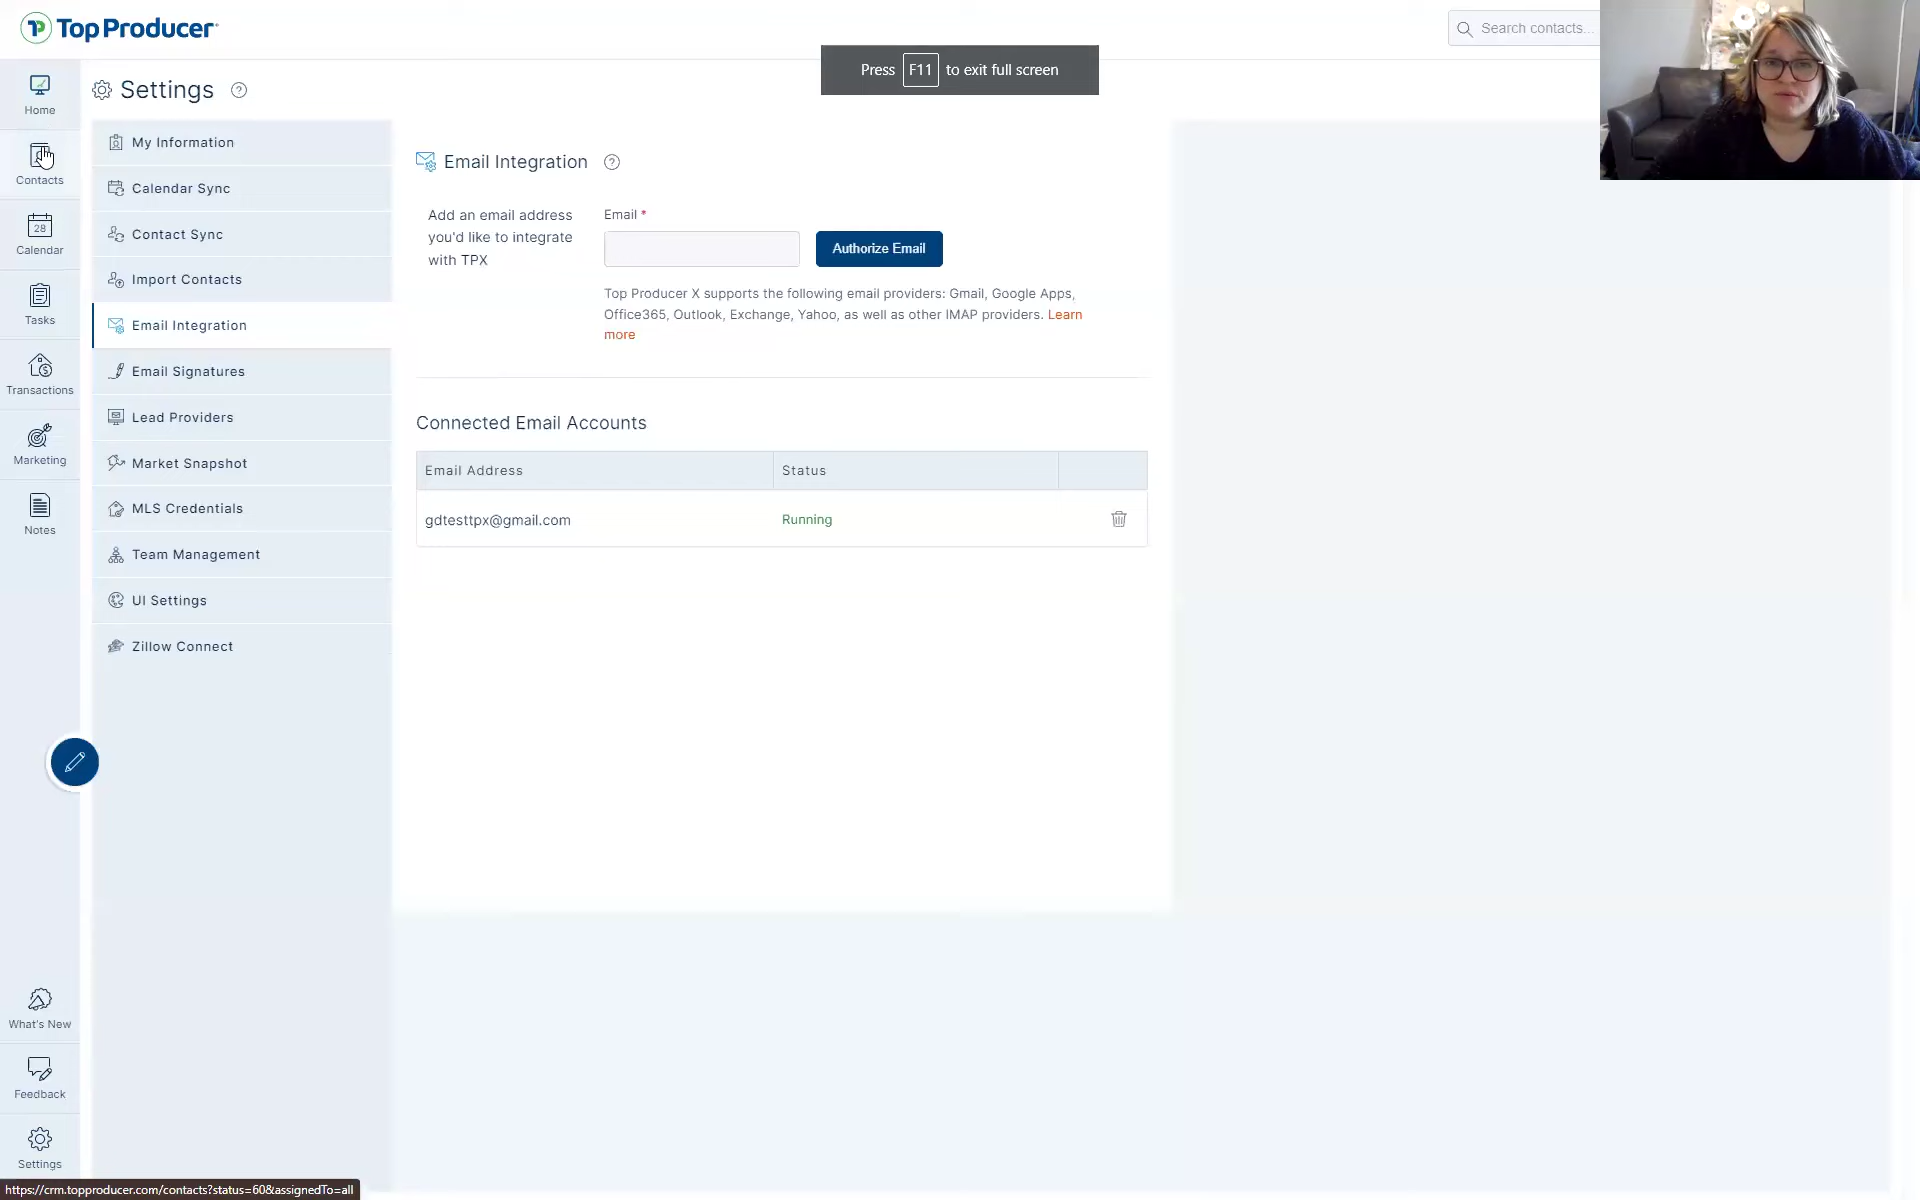 Top Producer
Search contacts...
Press F11 to exit full screen
Home
Contacts
28
Calendar
Tasks
Transactions
Marketing
Notes
What's New
Feedback
Settings
Settings
My Information
Calendar Sync
Contact Sync
Import Contacts
Email Integration
Email Signatures
Lead Providers
Market Snapshot
MLS Credentials
Team Management
UI Settings
Zillow Connect
Email Integration
Add an email address
you'd like to integrate
with TPX
Email *
Authorize Email
Top Producer X supports the following email providers: Gmail, Google Apps,
Office365, Outlook, Exchange, Yahoo, as well as other IMAP providers. Learn
more
Connected Email Accounts
Email Address Status
gdtesttpx@gmail.com Running
https://crm.topproducer.com/contacts?status=60&assignedTo=all